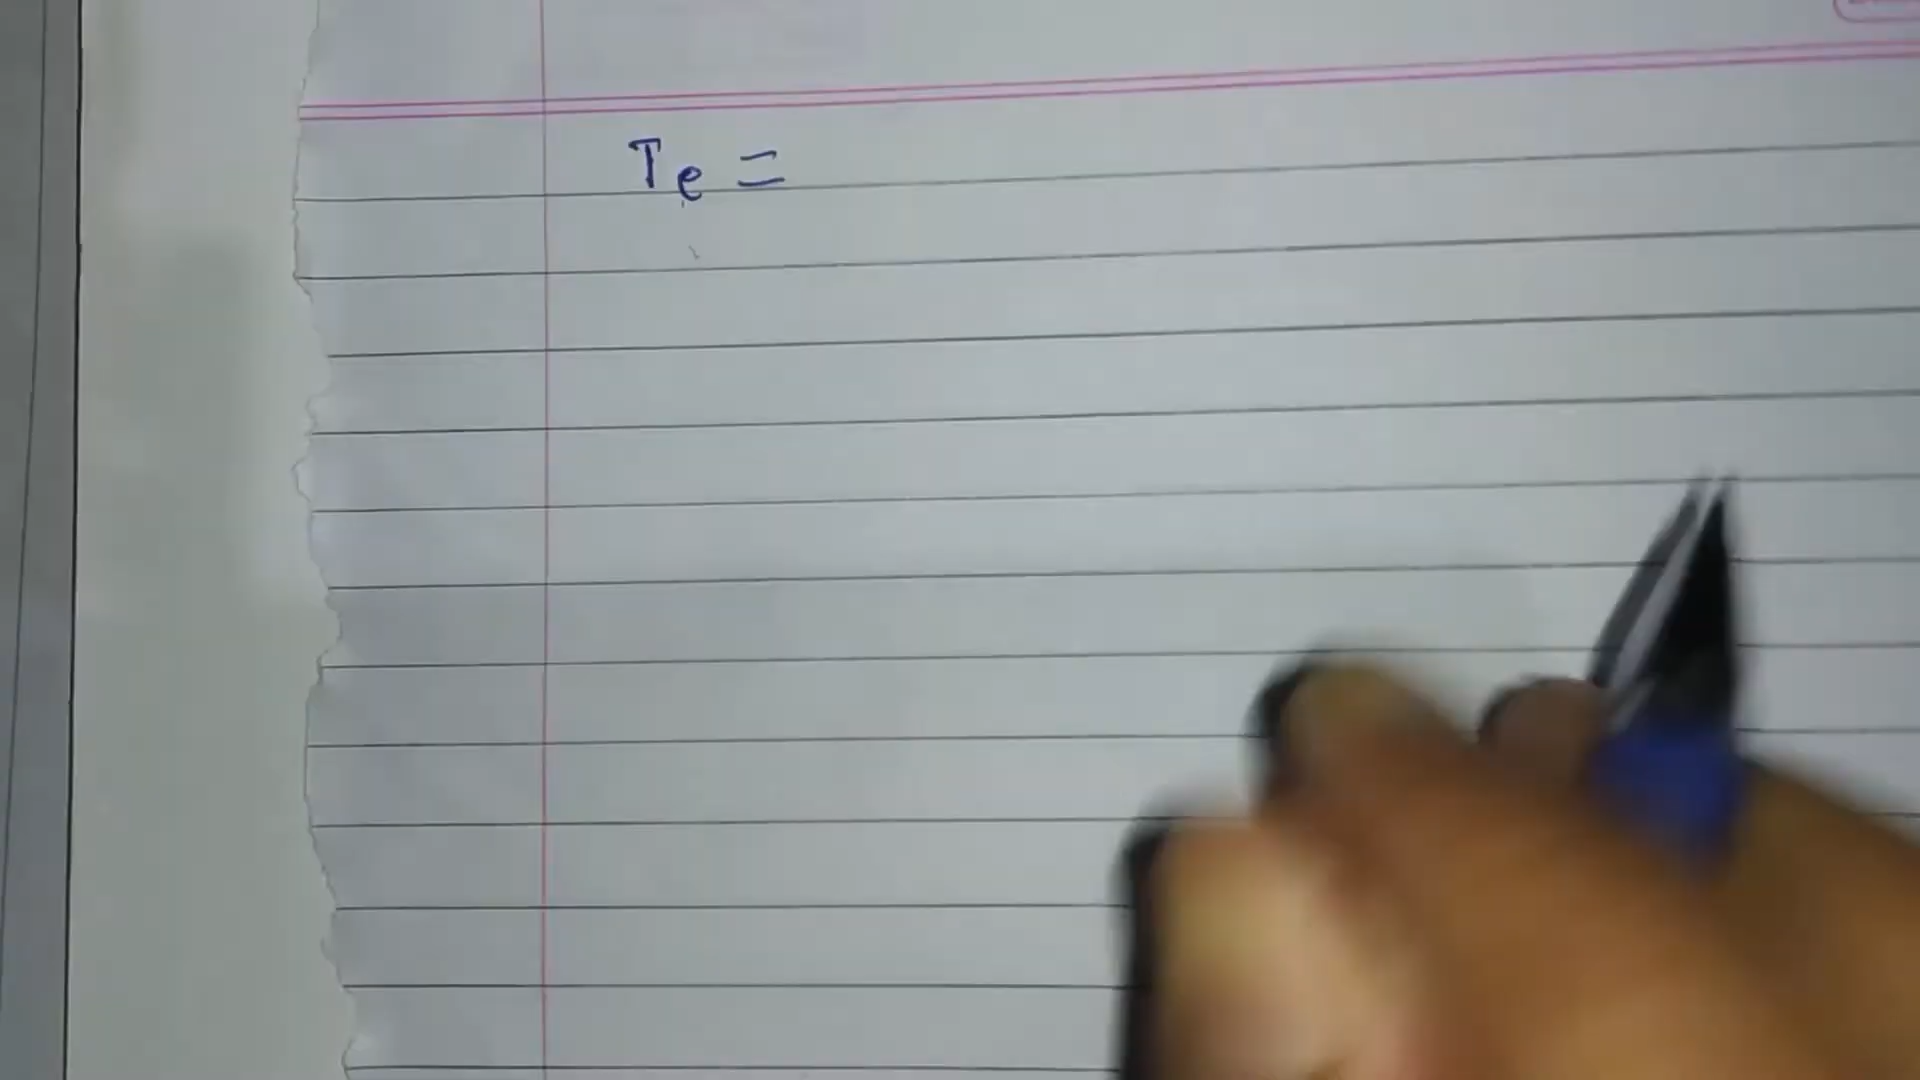 Te =